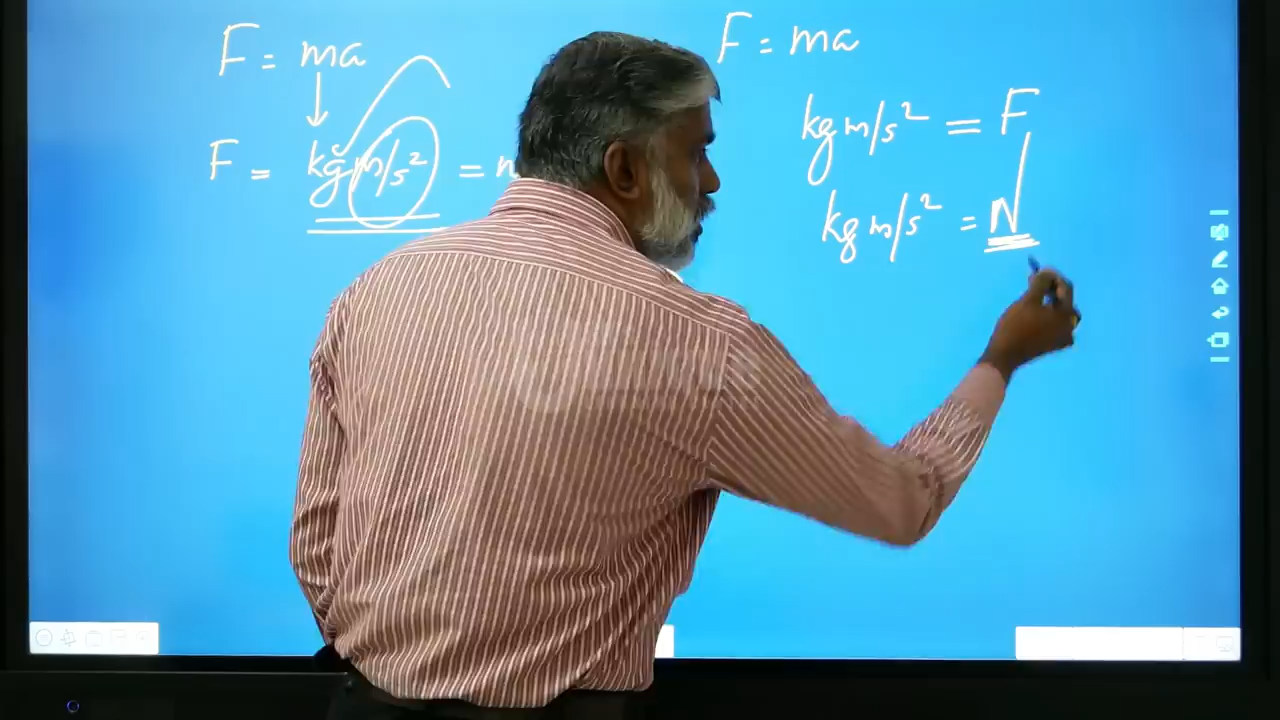 F = ma
F = kg m/s² =
F = ma
kg m/s² = F
kg m/s² = N